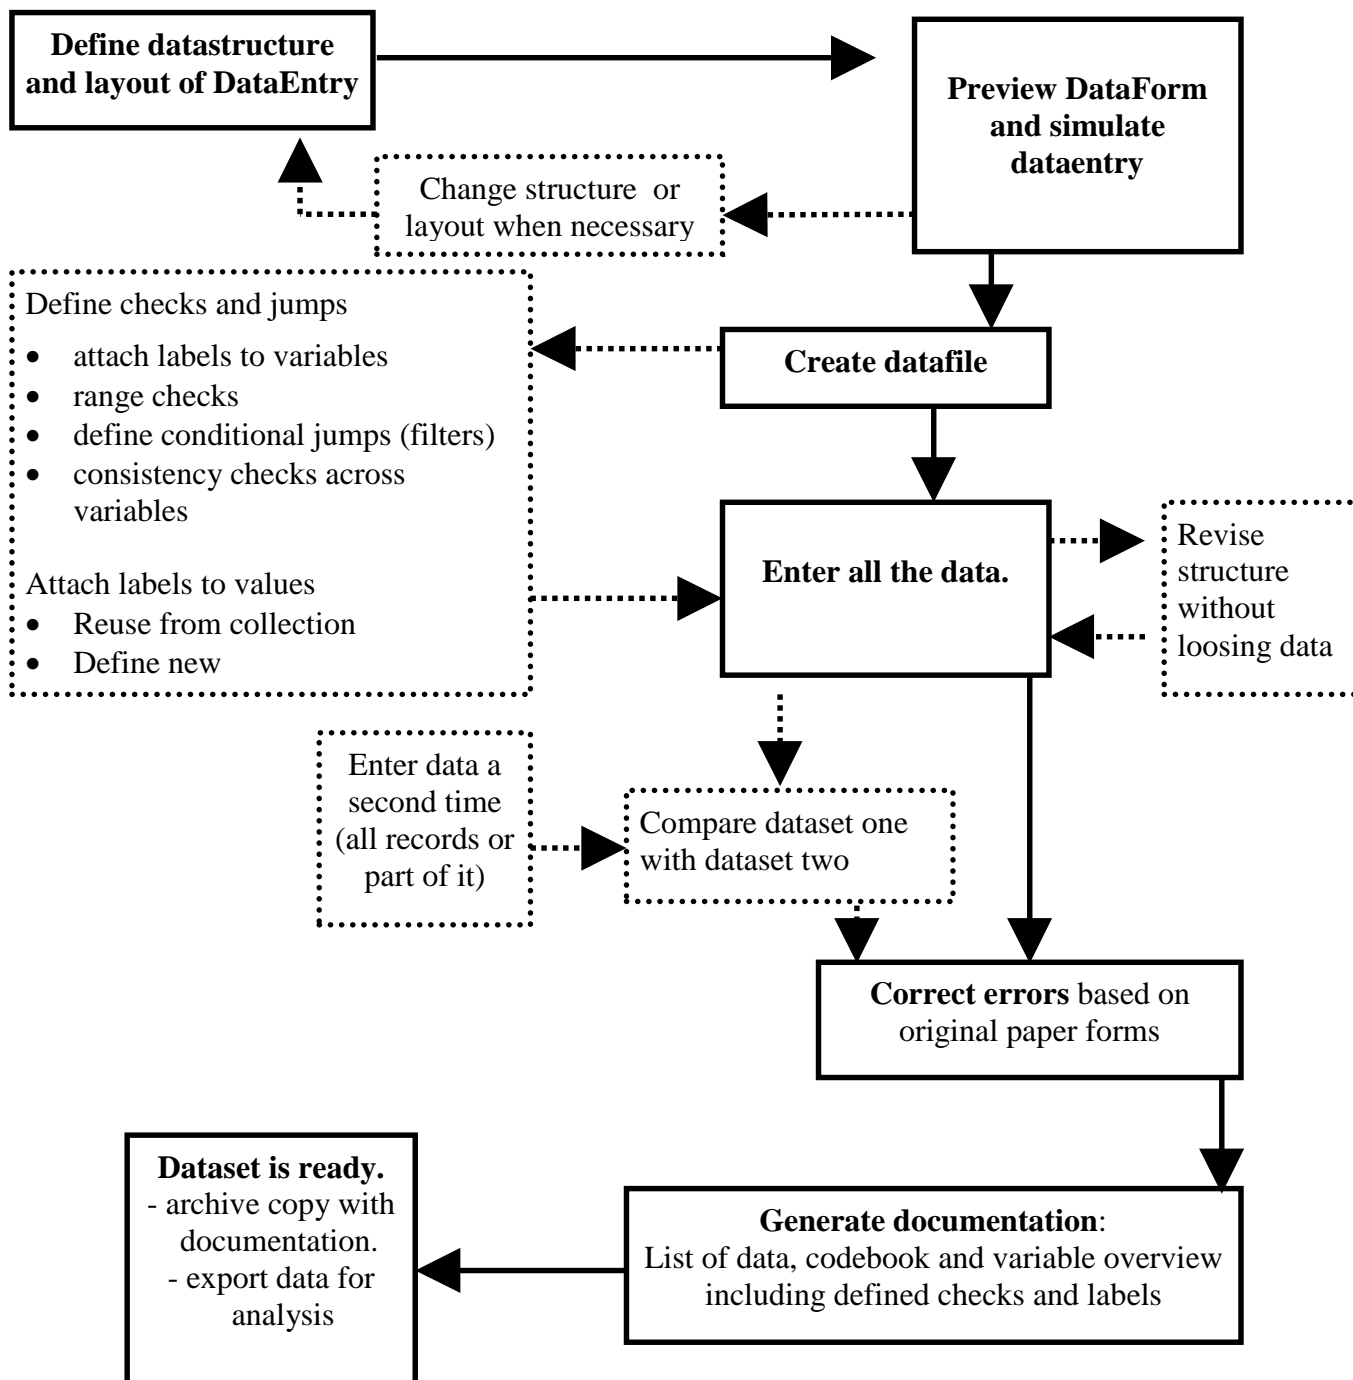 Define datastructure
and layout of DataEntry
Preview DataForm
and simulate
dataentry
Change structure  or
layout when necessary
Define checks and jumps
• attach labels to variables
• range checks
• define conditional jumps (filters)
• consistency checks across
variables
Attach labels to values
• Reuse from collection
• Define new
Create datafile
Enter all the data.
Revise
structure
without
loosing data
Enter data a
second time
(all records or
part of it)
Compare dataset one
with dataset two
Correct errors based on
original paper forms
Dataset is ready.
- archive copy with
documentation.
- export data for
analysis
Generate documentation:
List of data, codebook and variable overview
including defined checks and labels